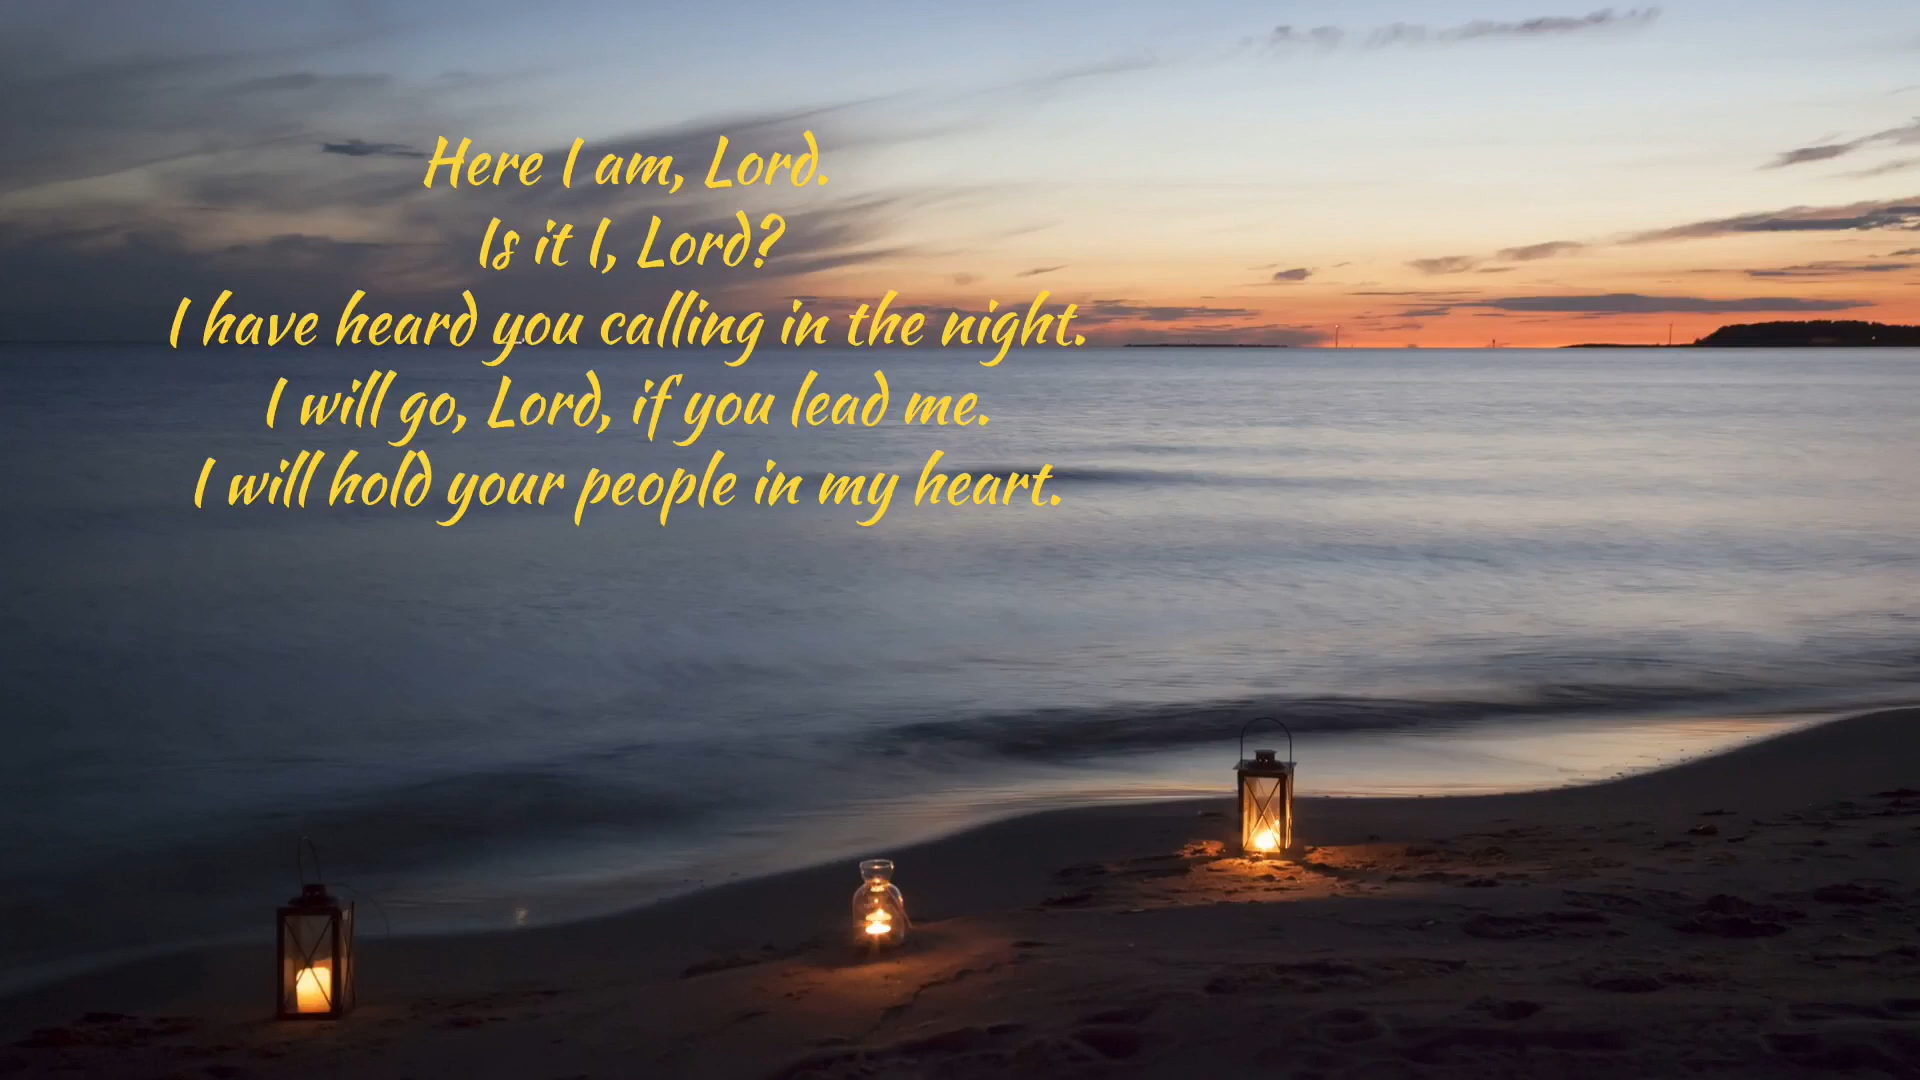 Here I am, Lord.
Is it I, Lord?
I have heard you calling in the night.
I will go, Lord, if you lead me.
I will hold your people in my heart.